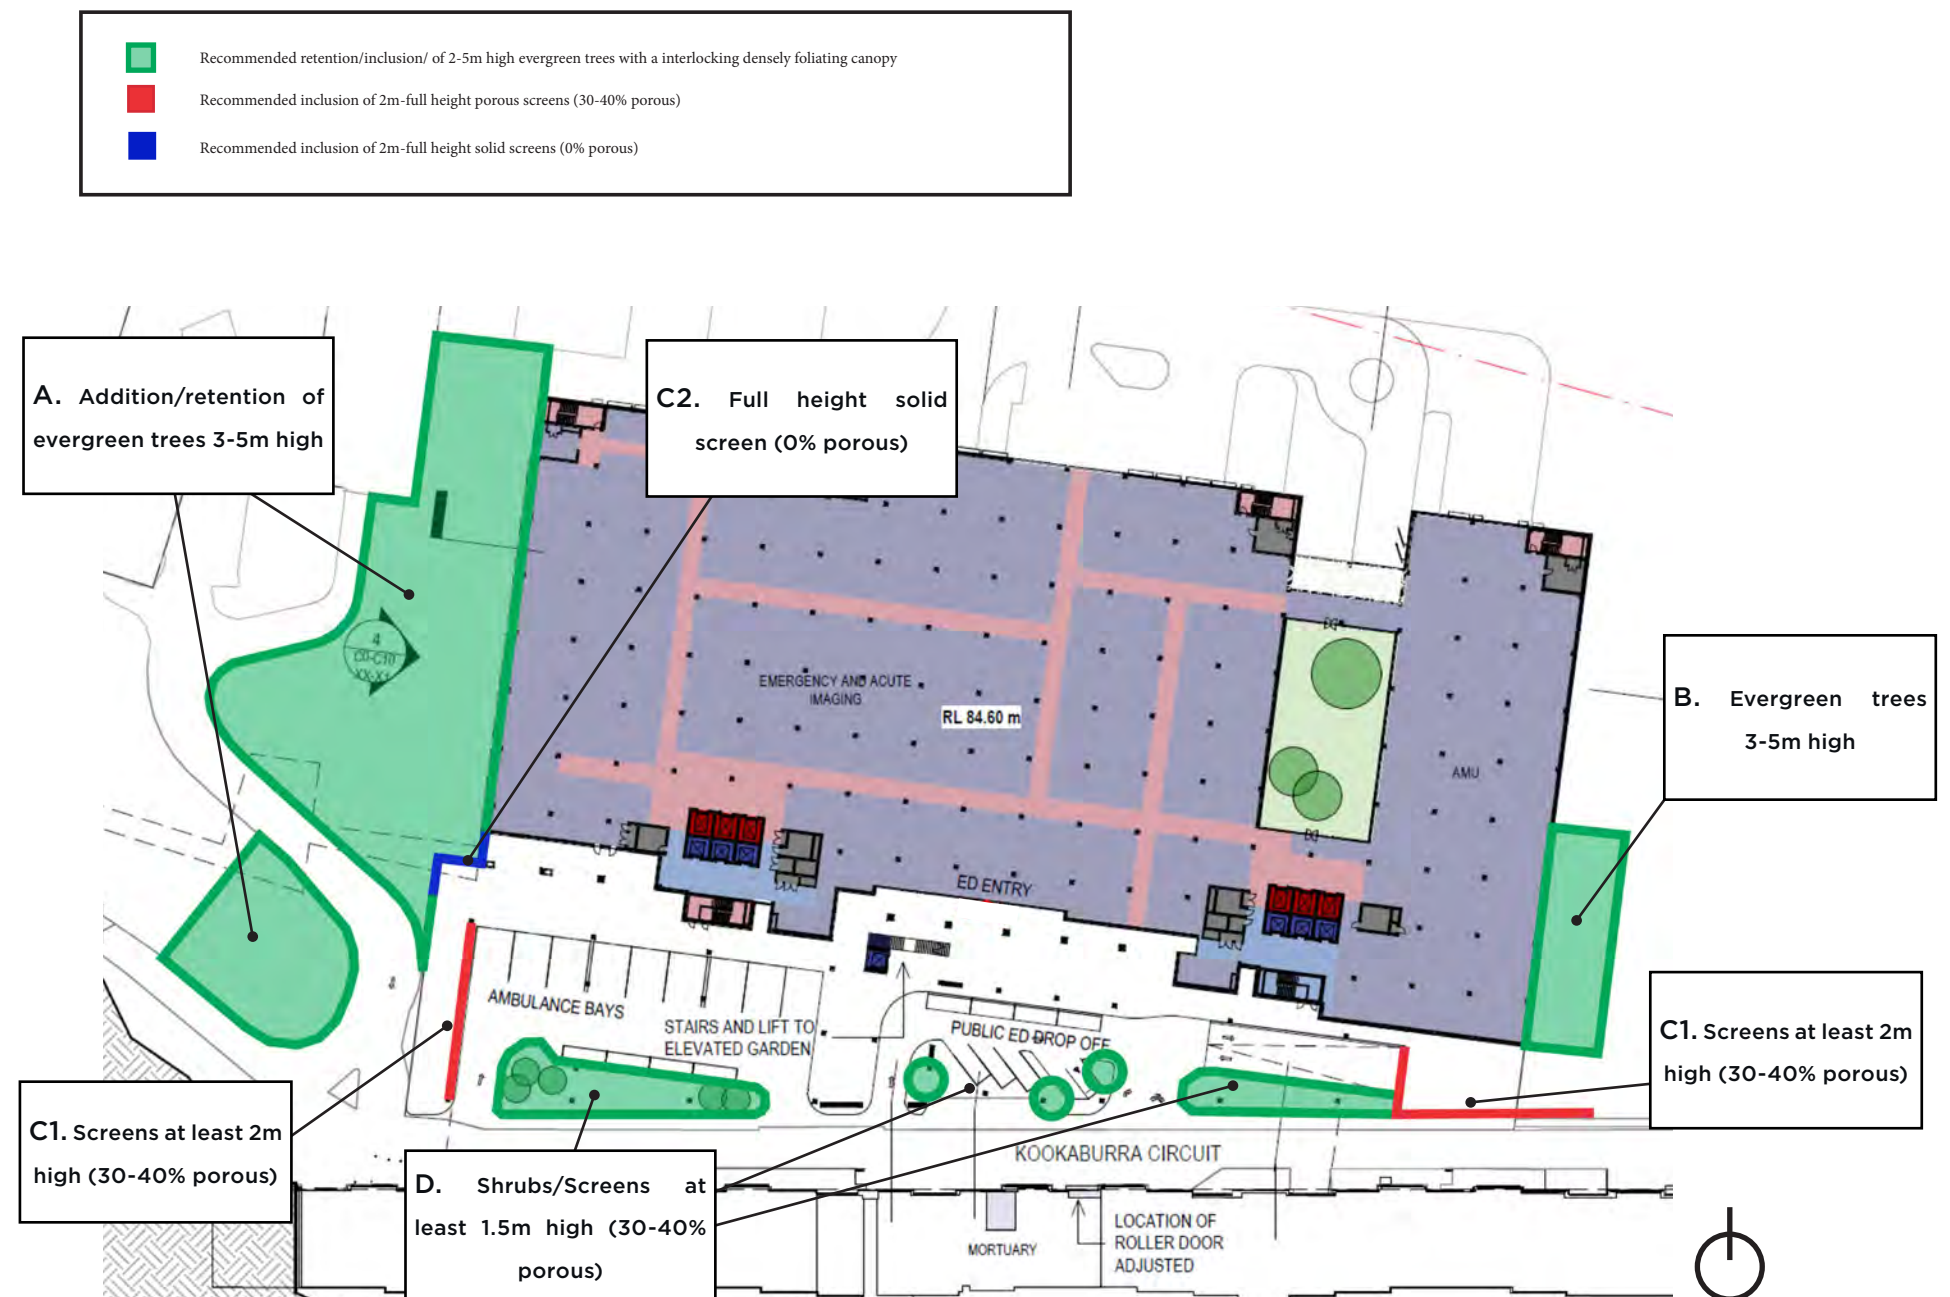 Recommended retention/inclusion/ of 2-5m high evergreen trees with a interlocking densely foliating canopy
Recommended inclusion of 2m-full height porous screens (30-40% porous)
Recommended inclusion of 2m-full height solid screens (0% porous)
A. Addition/retention of
evergreen trees 3-5m high
C2. Full height solid
screen (0% porous)
4
C0-C10
XX-X1
EMERGENCY AND ACUTE
IMAGING
RL 84.60 m
AMU
B. Evergreen trees
3-5m high
ED ENTRY
AMBULANCE BAYS
STAIRS AND LIFT TO
ELEVATED GARDEN
PUBLIC ED DROP OFF
C1. Screens at least 2m
high (30-40% porous)
C1. Screens at least 2m
high (30-40% porous)
D. Shrubs/Screens at
least 1.5m high (30-40%
porous)
KOOKABURRA CIRCUIT
MORTUARY
LOCATION OF
ROLLER DOOR
ADJUSTED